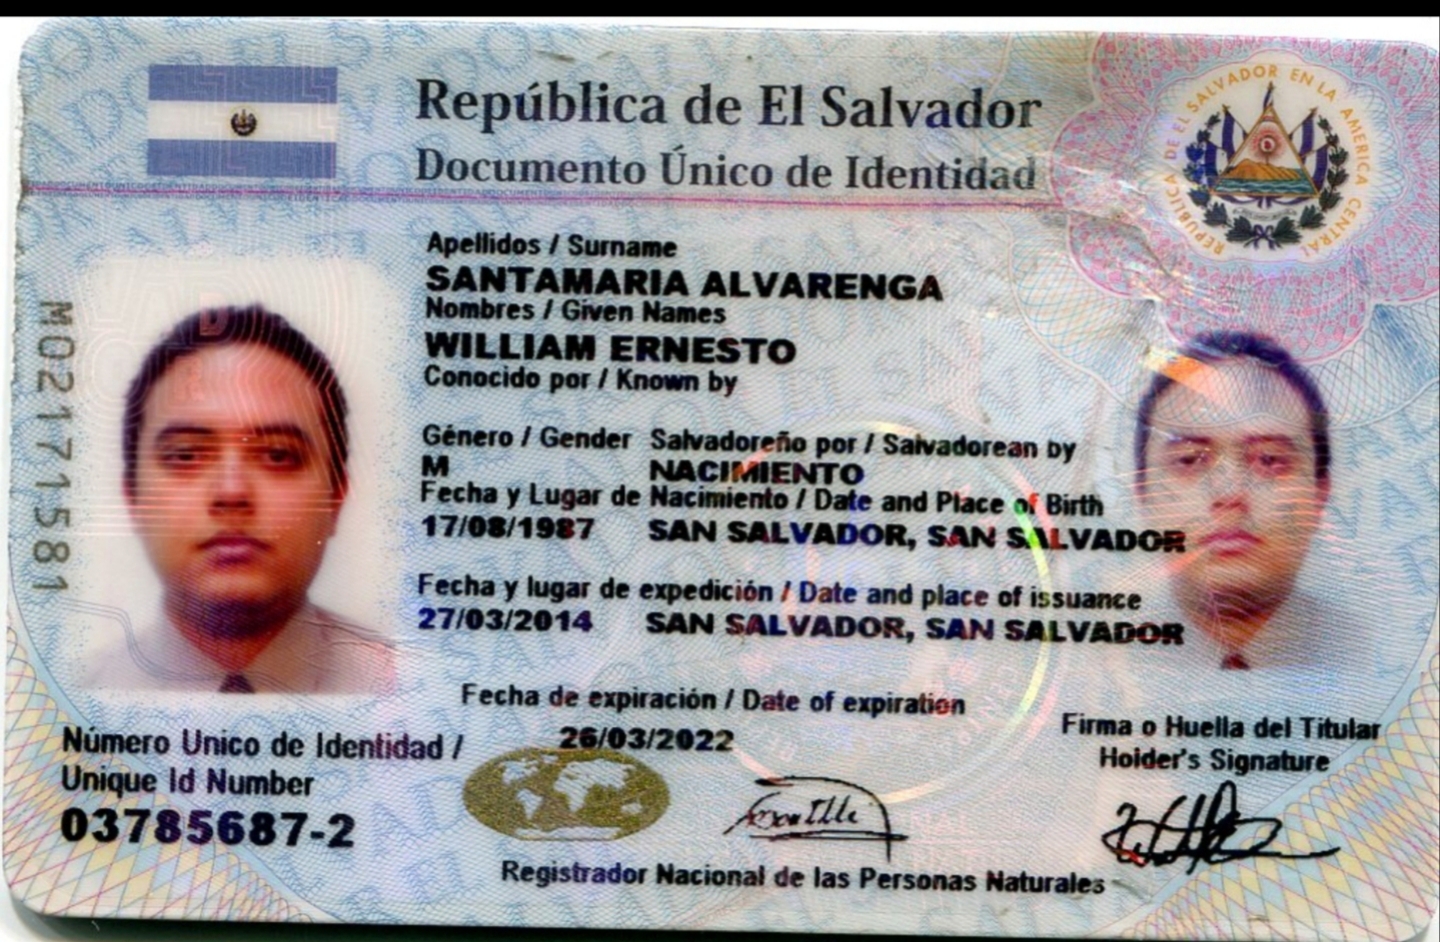 República de El Salvador
Documento Único de Identidad
REPÚBLICA DE EL SALVADOR EN LA AMERICA CENTRAL
Apellidos / Surname
SANTAMARIA ALVARENGA
Nombres / Given Names
WILLIAM ERNESTO
Conocido por / Known by
Género / Gender Salvadoreño por / Salvadorean by
M NACIMIENTO
Fecha y Lugar de Nacimiento / Date and Place of Birth
17/08/1987 SAN SALVADOR, SAN SALVADOR
Fecha y lugar de expedición / Date and place of issuance
27/03/2014 SAN SALVADOR, SAN SALVADOR
Fecha de expiración / Date of expiration
26/03/2022
M02171581
Número Unico de Identidad /
Unique Id Number
03785687-2
Firma o Huella del Titular
Holder's Signature
Registrador Nacional de las Personas Naturales